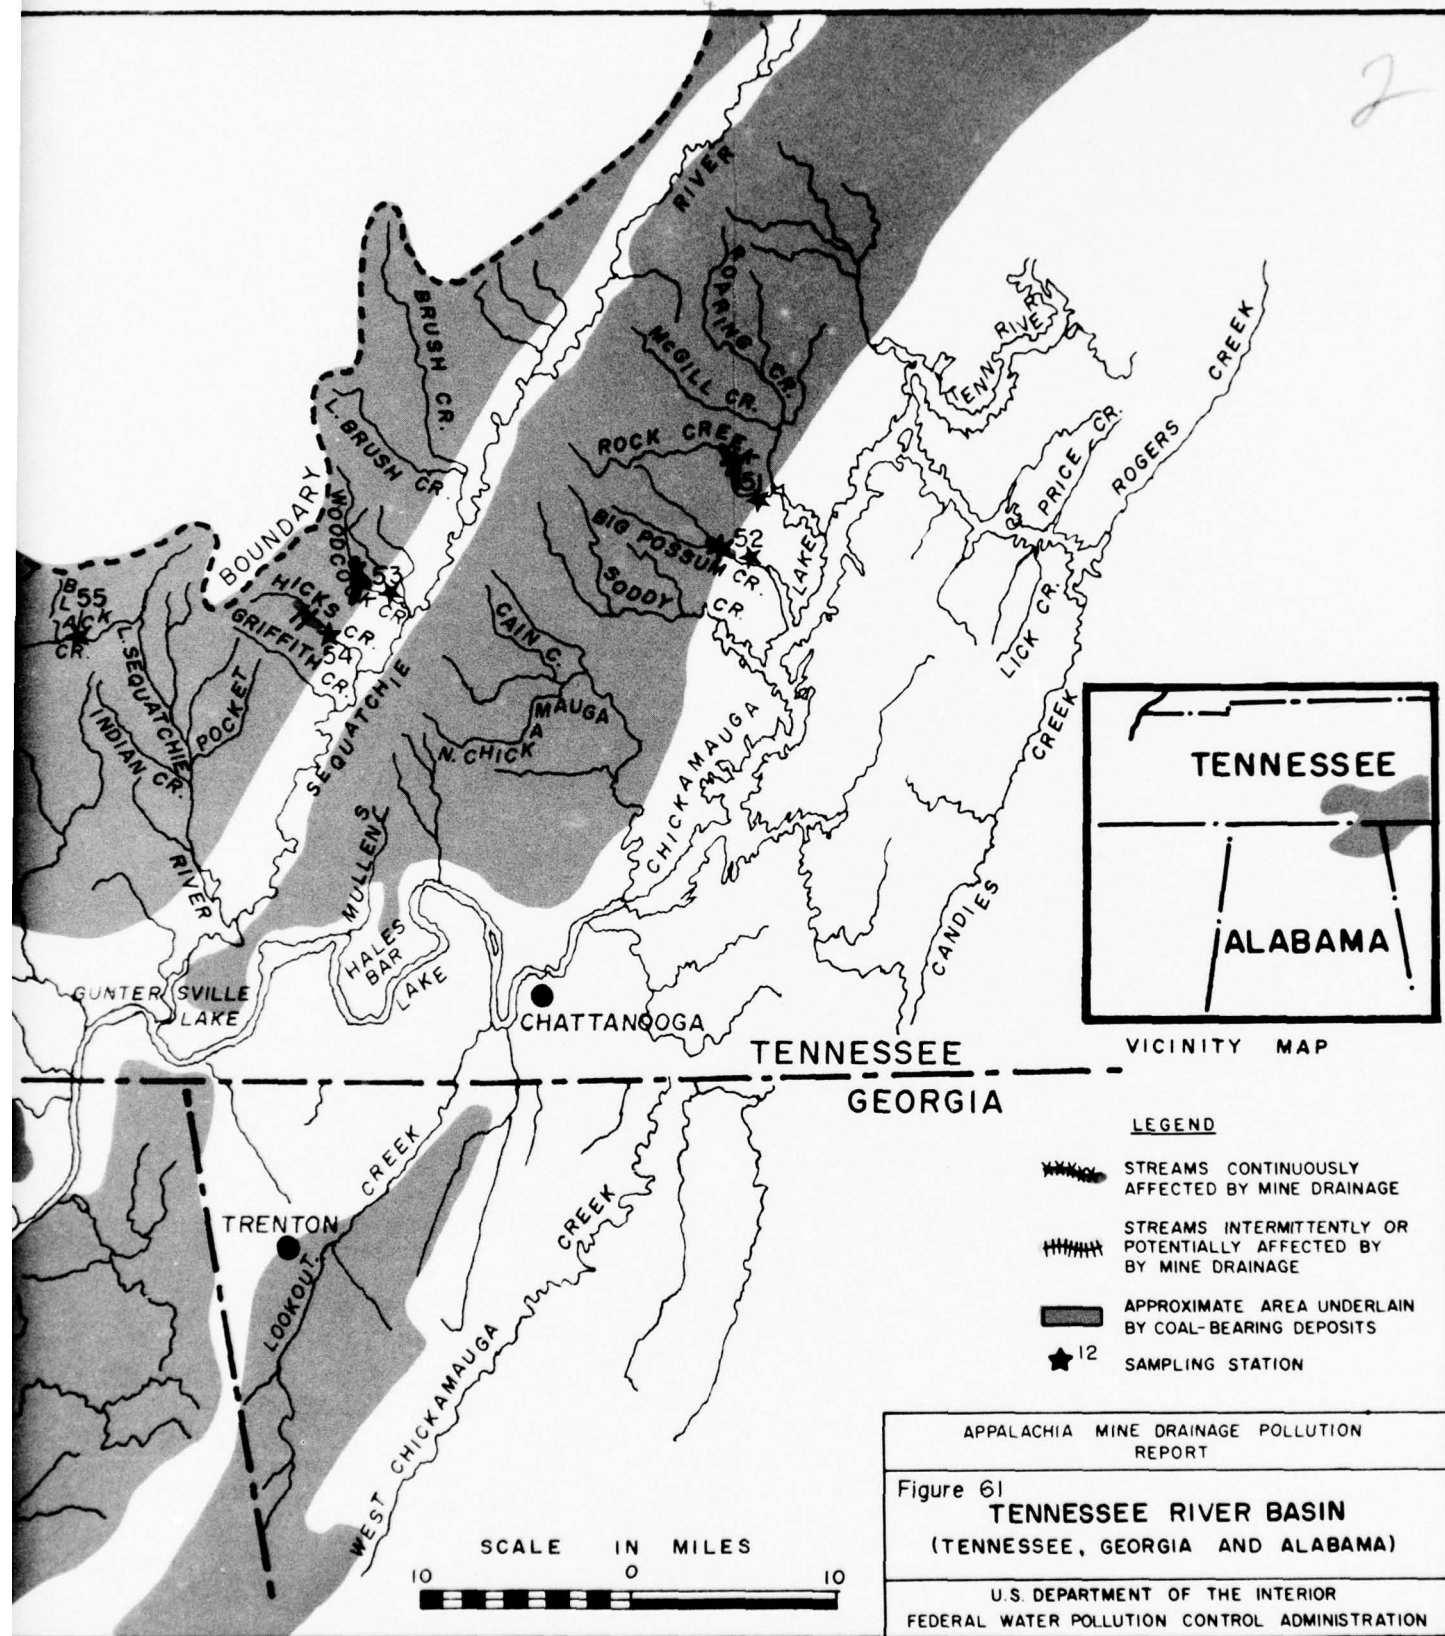 2
RIVER
ROARING CR.
McGILL CR.
BRUSH CR.
L. BRUSH CR.
ROCK CREEK
51
TENN. RIVER
CREEK
ROGERS
PRICE CR.
BOUNDARY
WOODCOCK CR.
53
BIG POSSUM CR.
52
LAKE
SODDY CR.
HICKS CR.
54
GRIFFITH CR.
55
BLACK CR.
L. SEQUATCHIE
POCKET
INDIAN CR.
RIVER
SEQUATCHIE
CAIN C.
N. CHICKAMAUGA
MULLENS
CHICKAMAUGA
LICK CR.
CREEK
CANDIES
TENNESSEE
ALABAMA
VICINITY MAP
HALES
BAR
LAKE
GUNTERSVILLE
LAKE
CHATTANOOGA
TENNESSEE
GEORGIA
TRENTON
LOOKOUT
CREEK
WEST CHICKAMAUGA CREEK
LEGEND
STREAMS CONTINUOUSLY
AFFECTED BY MINE DRAINAGE
STREAMS INTERMITTENTLY OR
POTENTIALLY AFFECTED BY
BY MINE DRAINAGE
APPROXIMATE AREA UNDERLAIN
BY COAL-BEARING DEPOSITS
12
SAMPLING STATION
SCALE IN MILES
10 0 10
APPALACHIA MINE DRAINAGE POLLUTION
REPORT
Figure 61
TENNESSEE RIVER BASIN
(TENNESSEE, GEORGIA AND ALABAMA)
U.S. DEPARTMENT OF THE INTERIOR
FEDERAL WATER POLLUTION CONTROL ADMINISTRATION